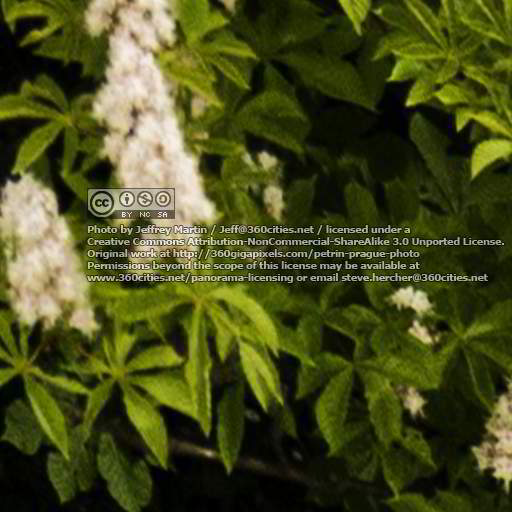 cc
BY NC SA
Photo by Jeffrey Martin / Jeff@360cities.net / licensed under a
Creative Commons Attribution-NonCommercial-ShareAlike 3.0 Unported License.
Original work at http://360gigapixels.com/petrin-prague-photo
Permissions beyond the scope of this license may be available at
www.360cities.net/panorama-licensing or email steve.hercher@360cities.net